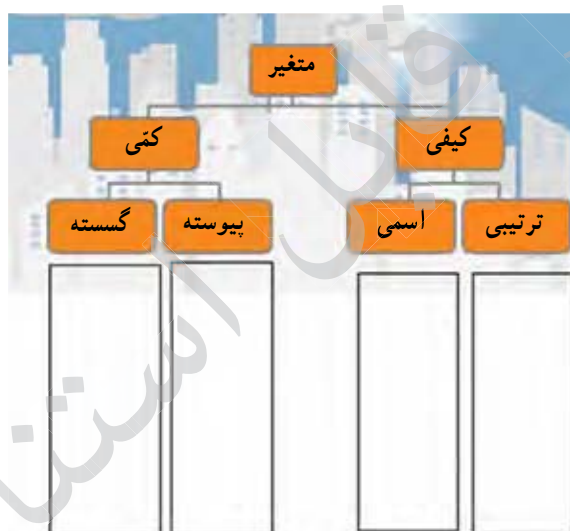 متغیر
کیفی
کمّی
ترتیبی
اسمی
پیوسته
گسسته